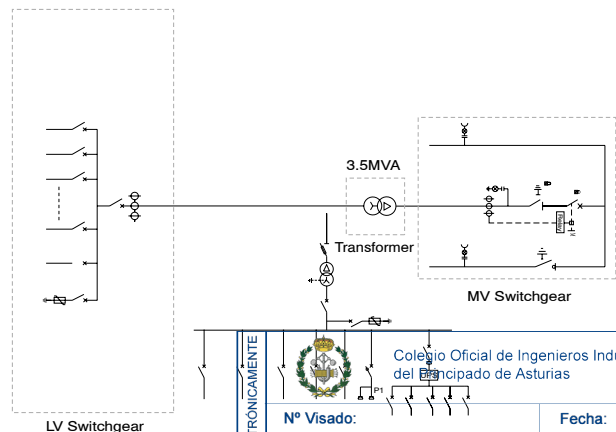 3.5MVA
Relay
Transformer
MV Switchgear
P1
TRÓNICAMENTE
Colegio Oficial de Ingenieros Indu
del Principado de Asturias
Nº Visado:
Fecha:
LV Switchgear